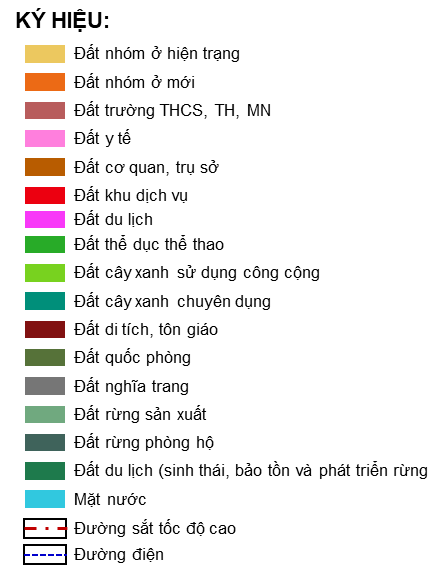 KÝ HIỆU:
Đất nhóm ở hiện trạng
Đất nhóm ở mới
Đất trường THCS, TH, MN
Đất y tế
Đất cơ quan, trụ sở
Đất khu dịch vụ
Đất du lịch
Đất thể dục thể thao
Đất cây xanh sử dụng công cộng
Đất cây xanh chuyên dụng
Đất di tích, tôn giáo
Đất quốc phòng
Đất nghĩa trang
Đất rừng sản xuất
Đất rừng phòng hộ
Đất du lịch (sinh thái, bảo tồn và phát triển rừng
Mặt nước
Đường sắt tốc độ cao
Đường điện